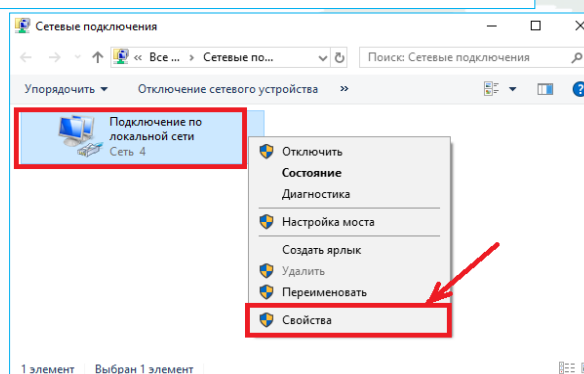 Сетевые подключения
« Все ... › Сетевые по...
Поиск: Сетевые подключения
Упорядочить
Отключение сетевого устройства
»
Подключение по
локальной сети
Сеть 4
Отключить
Состояние
Диагностика
Настройка моста
Создать ярлык
Удалить
Переименовать
Свойства
1 элемент
Выбран 1 элемент